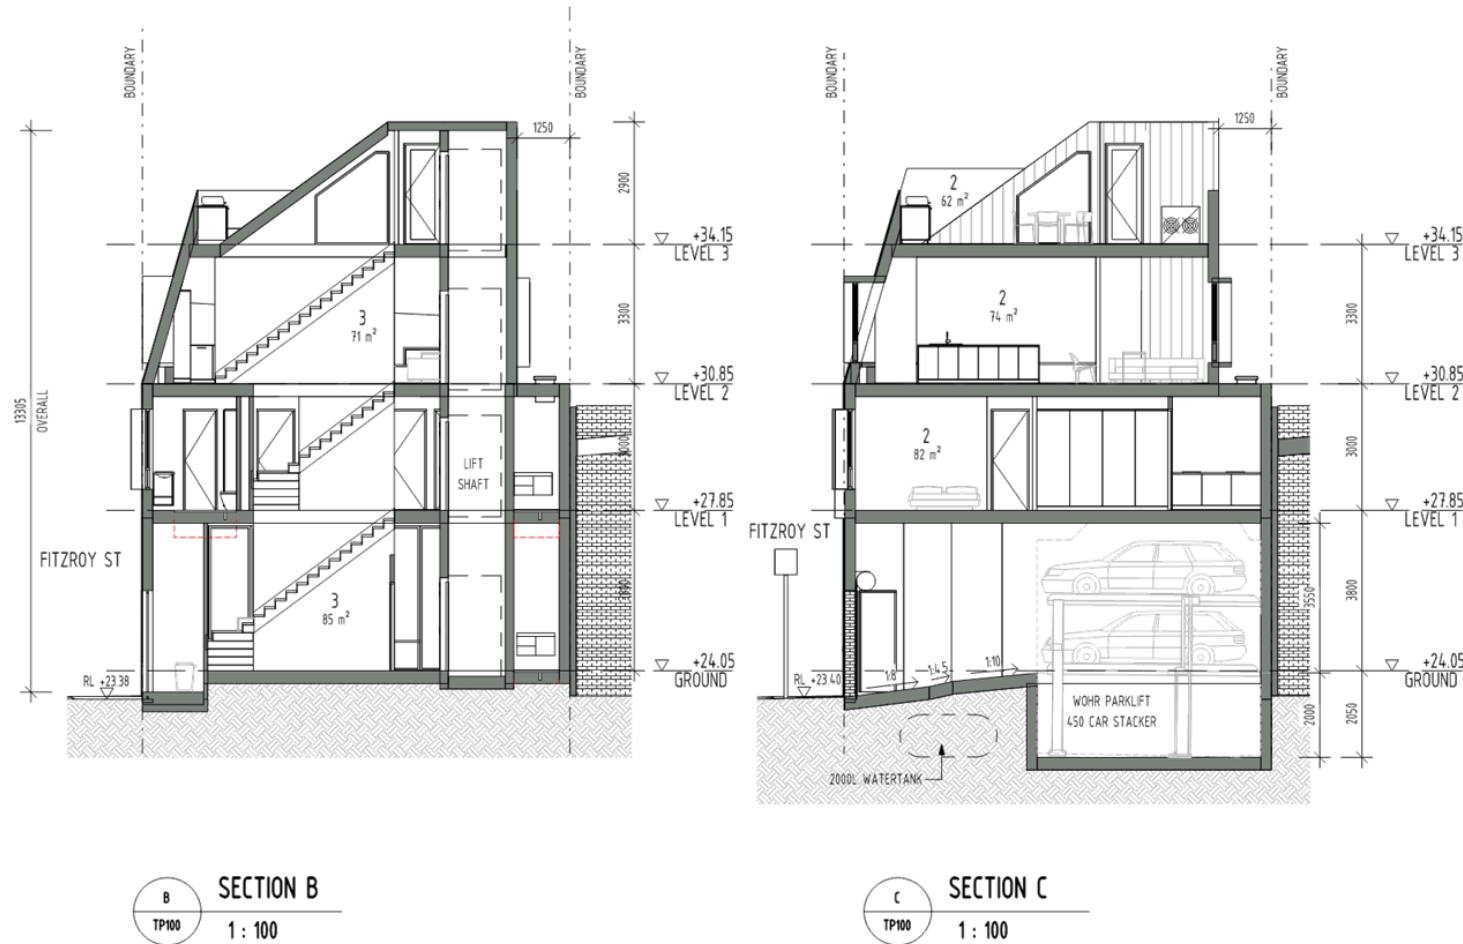 BOUNDARY
BOUNDARY
1250
2900
+34.15
LEVEL 3
3
71 m²
3300
+30.85
LEVEL 2
13305
OVERALL
LIFT
SHAFT
+27.85
LEVEL 1
FITZROY ST
3
85 m²
+24.05
GROUND
RL +23.38
B
TP100
SECTION B
1 : 100
BOUNDARY
BOUNDARY
1250
2
62 m²
+34.15
LEVEL 3
2
74 m²
3300
+30.85
LEVEL 2
2
82 m²
3000
+27.85
LEVEL 1
FITZROY ST
3550
3800
1:8
1:4.5
1:10
+24.05
GROUND
RL +23.40
WOHR PARKLIFT
450 CAR STACKER
2000
2050
2000L WATERTANK
C
TP100
SECTION C
1 : 100